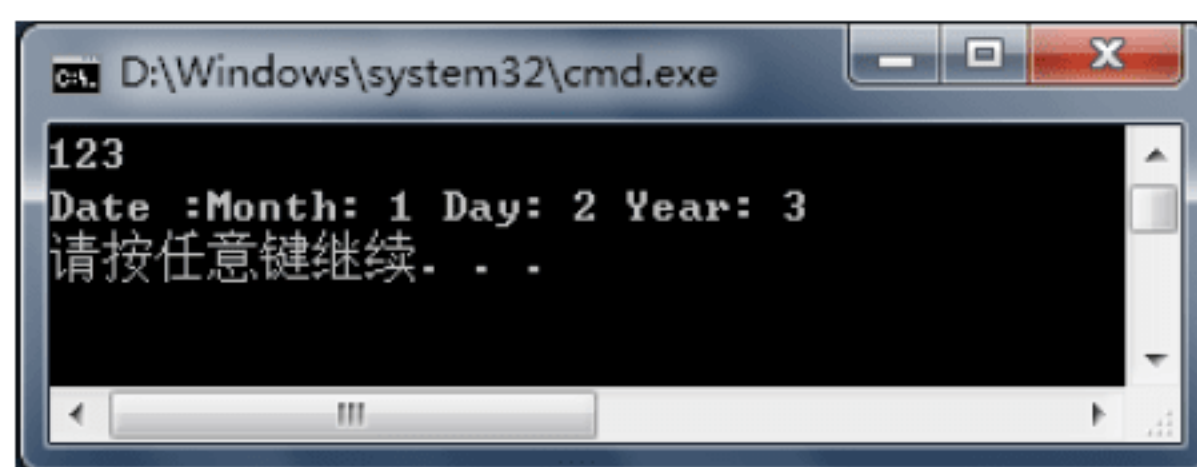 D:\Windows\system32\cmd.exe
123
Date :Month: 1 Day: 2 Year: 3
请按任意键继续. . .